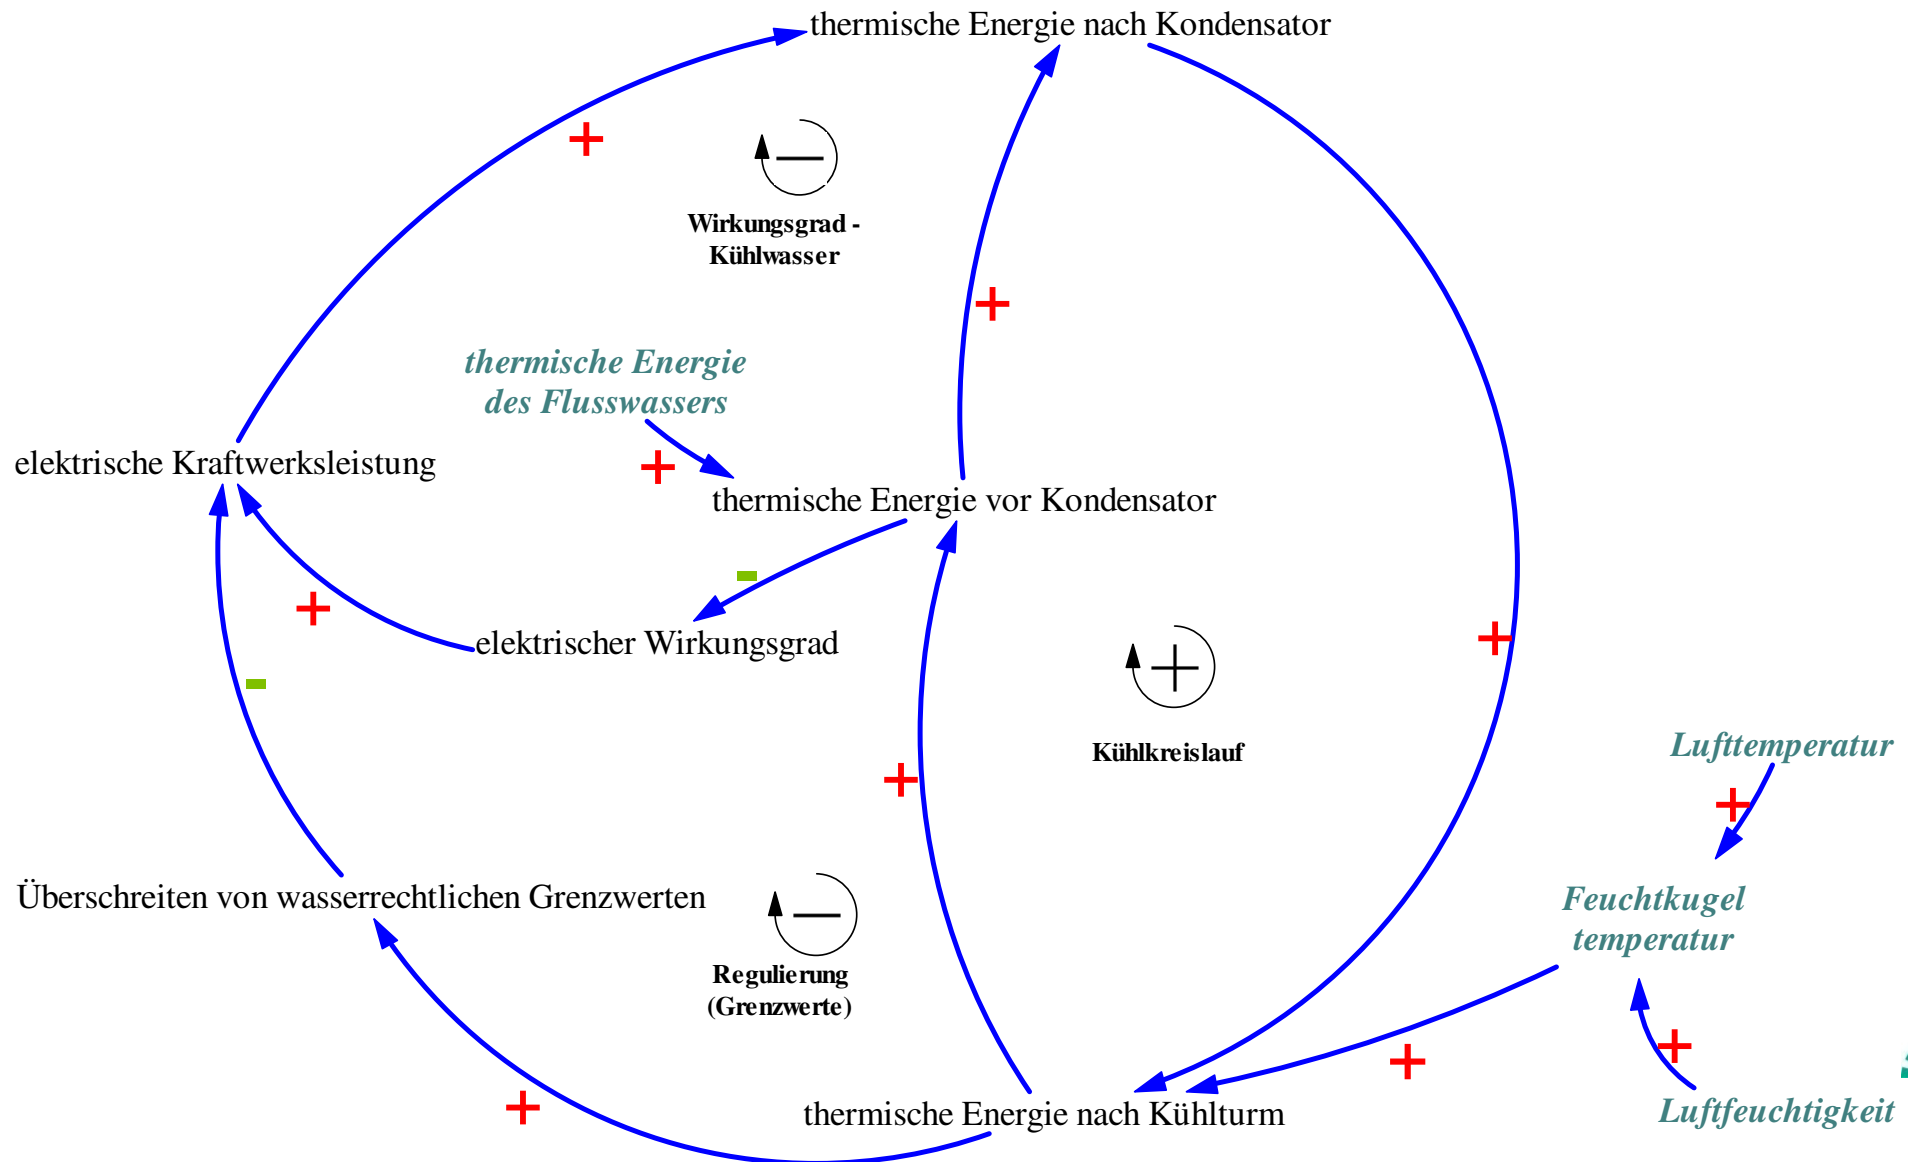 thermische Energie nach Kondensator
+
−
Wirkungsgrad -
Kühlwasser
+
thermische Energie
des Flusswassers
elektrische Kraftwerksleistung
+
thermische Energie vor Kondensator
-
+
elektrischer Wirkungsgrad
+
+
-
Kühlkreislauf
Lufttemperatur
+
+
Überschreiten von wasserrechtlichen Grenzwerten
−
Feuchtkugel
temperatur
Regulierung
(Grenzwerte)
+
+
+
thermische Energie nach Kühlturm
Luftfeuchtigkeit